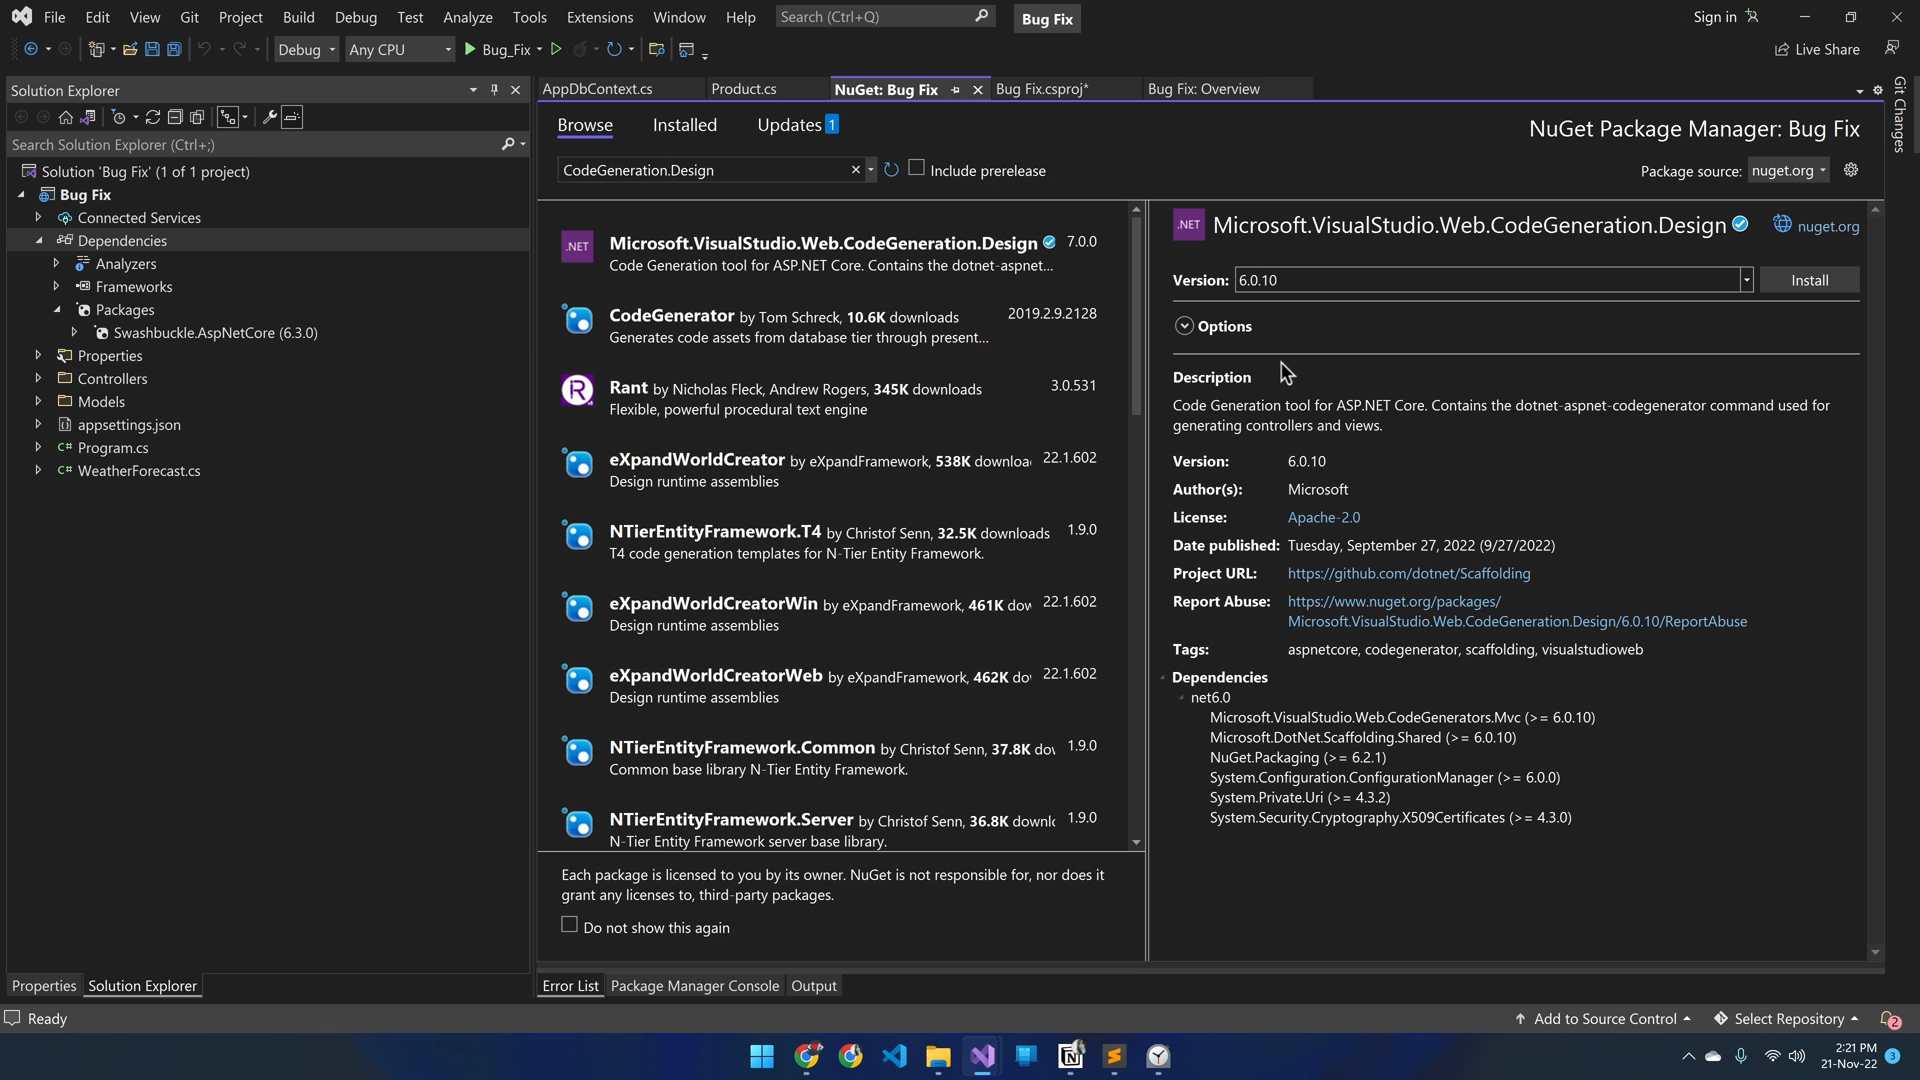 File Edit View Git Project Build Debug Test Analyze Tools Extensions Window Help Search (Ctrl+Q) Bug Fix Sign in
Debug Any CPU Bug_Fix Live Share
Solution Explorer
Search Solution Explorer (Ctrl+;)
Solution 'Bug Fix' (1 of 1 project)
Bug Fix
Connected Services
Dependencies
Analyzers
Frameworks
Packages
Swashbuckle.AspNetCore (6.3.0)
Properties
Controllers
Models
appsettings.json
C# Program.cs
C# WeatherForecast.cs
Properties Solution Explorer
AppDbContext.cs Product.cs NuGet: Bug Fix Bug Fix.csproj* Bug Fix: Overview
Browse Installed Updates 1
NuGet Package Manager: Bug Fix
CodeGeneration.Design Include prerelease
Package source: nuget.org
.NET Microsoft.VisualStudio.Web.CodeGeneration.Design 7.0.0
Code Generation tool for ASP.NET Core. Contains the dotnet-aspnet...
CodeGenerator by Tom Schreck, 10.6K downloads 2019.2.9.2128
Generates code assets from database tier through present...
Rant by Nicholas Fleck, Andrew Rogers, 345K downloads 3.0.531
Flexible, powerful procedural text engine
eXpandWorldCreator by eXpandFramework, 538K downloa 22.1.602
Design runtime assemblies
NTierEntityFramework.T4 by Christof Senn, 32.5K downloads 1.9.0
T4 code generation templates for N-Tier Entity Framework.
eXpandWorldCreatorWin by eXpandFramework, 461K dow 22.1.602
Design runtime assemblies
eXpandWorldCreatorWeb by eXpandFramework, 462K do 22.1.602
Design runtime assemblies
NTierEntityFramework.Common by Christof Senn, 37.8K dov 1.9.0
Common base library N-Tier Entity Framework.
NTierEntityFramework.Server by Christof Senn, 36.8K downlc 1.9.0
N-Tier Entity Framework server base library.
Each package is licensed to you by its owner. NuGet is not responsible for, nor does it
grant any licenses to, third-party packages.
Do not show this again
.NET Microsoft.VisualStudio.Web.CodeGeneration.Design nuget.org
Version: 6.0.10 Install
Options
Description
Code Generation tool for ASP.NET Core. Contains the dotnet-aspnet-codegenerator command used for
generating controllers and views.
Version: 6.0.10
Author(s): Microsoft
License: Apache-2.0
Date published: Tuesday, September 27, 2022 (9/27/2022)
Project URL: https://github.com/dotnet/Scaffolding
Report Abuse: https://www.nuget.org/packages/
Microsoft.VisualStudio.Web.CodeGeneration.Design/6.0.10/ReportAbuse
Tags: aspnetcore, codegenerator, scaffolding, visualstudioweb
Dependencies
net6.0
Microsoft.VisualStudio.Web.CodeGenerators.Mvc (>= 6.0.10)
Microsoft.DotNet.Scaffolding.Shared (>= 6.0.10)
NuGet.Packaging (>= 6.2.1)
System.Configuration.ConfigurationManager (>= 6.0.0)
System.Private.Uri (>= 4.3.2)
System.Security.Cryptography.X509Certificates (>= 4.3.0)
Git Changes
Error List Package Manager Console Output
Ready Add to Source Control Select Repository 2
2:21 PM
21-Nov-22 3